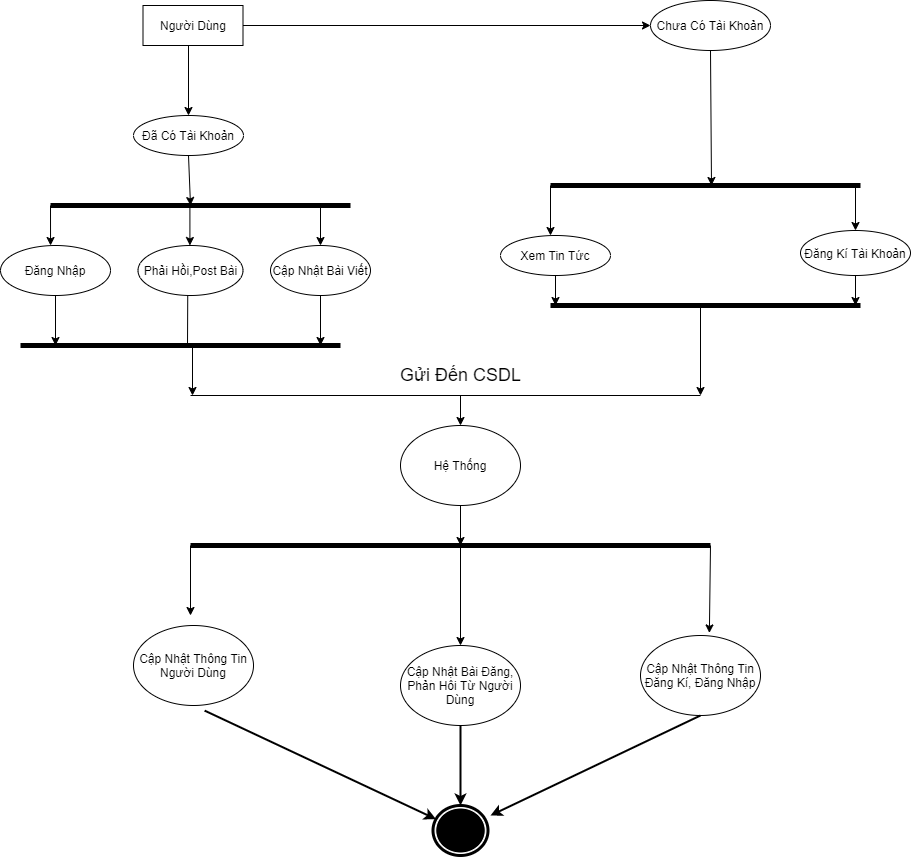 Người Dùng
Chưa Có Tài Khoản
Đã Có Tài Khoản
Đăng Nhập
Phải Hồi,Post Bài
Cập Nhật Bài Viết
Xem Tin Tức
Đăng Kí Tài Khoản
Gửi Đến CSDL
Hệ Thống
Cập Nhật Thông Tin
Người Dùng
Cập Nhật Bài Đăng,
Phản Hồi Từ Người
Dùng
Cập Nhật Thông Tin
Đăng Kí, Đăng Nhập